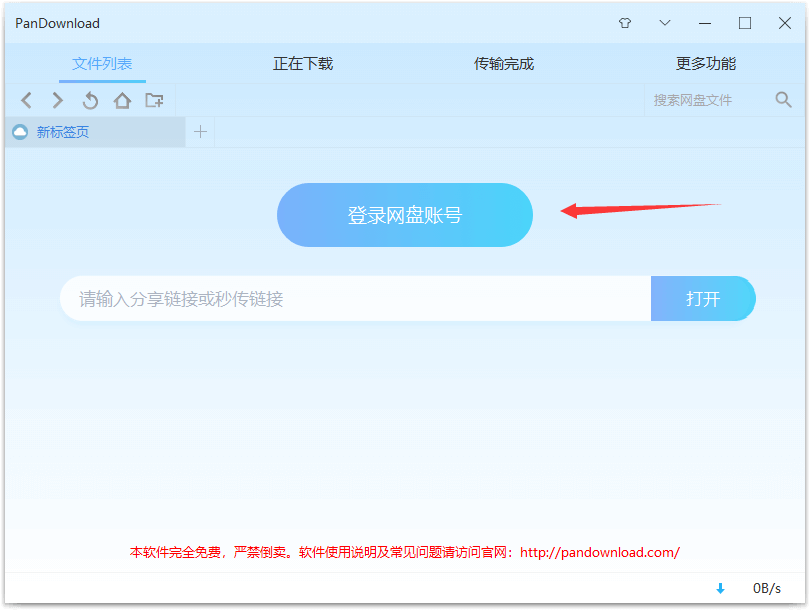 PanDownload
文件列表 正在下载 传输完成 更多功能
搜索网盘文件
新标签页
登录网盘账号
请输入分享链接或秒传链接 打开
本软件完全免费，严禁倒卖。软件使用说明及常见问题请访问官网：http://pandownload.com/
0B/s